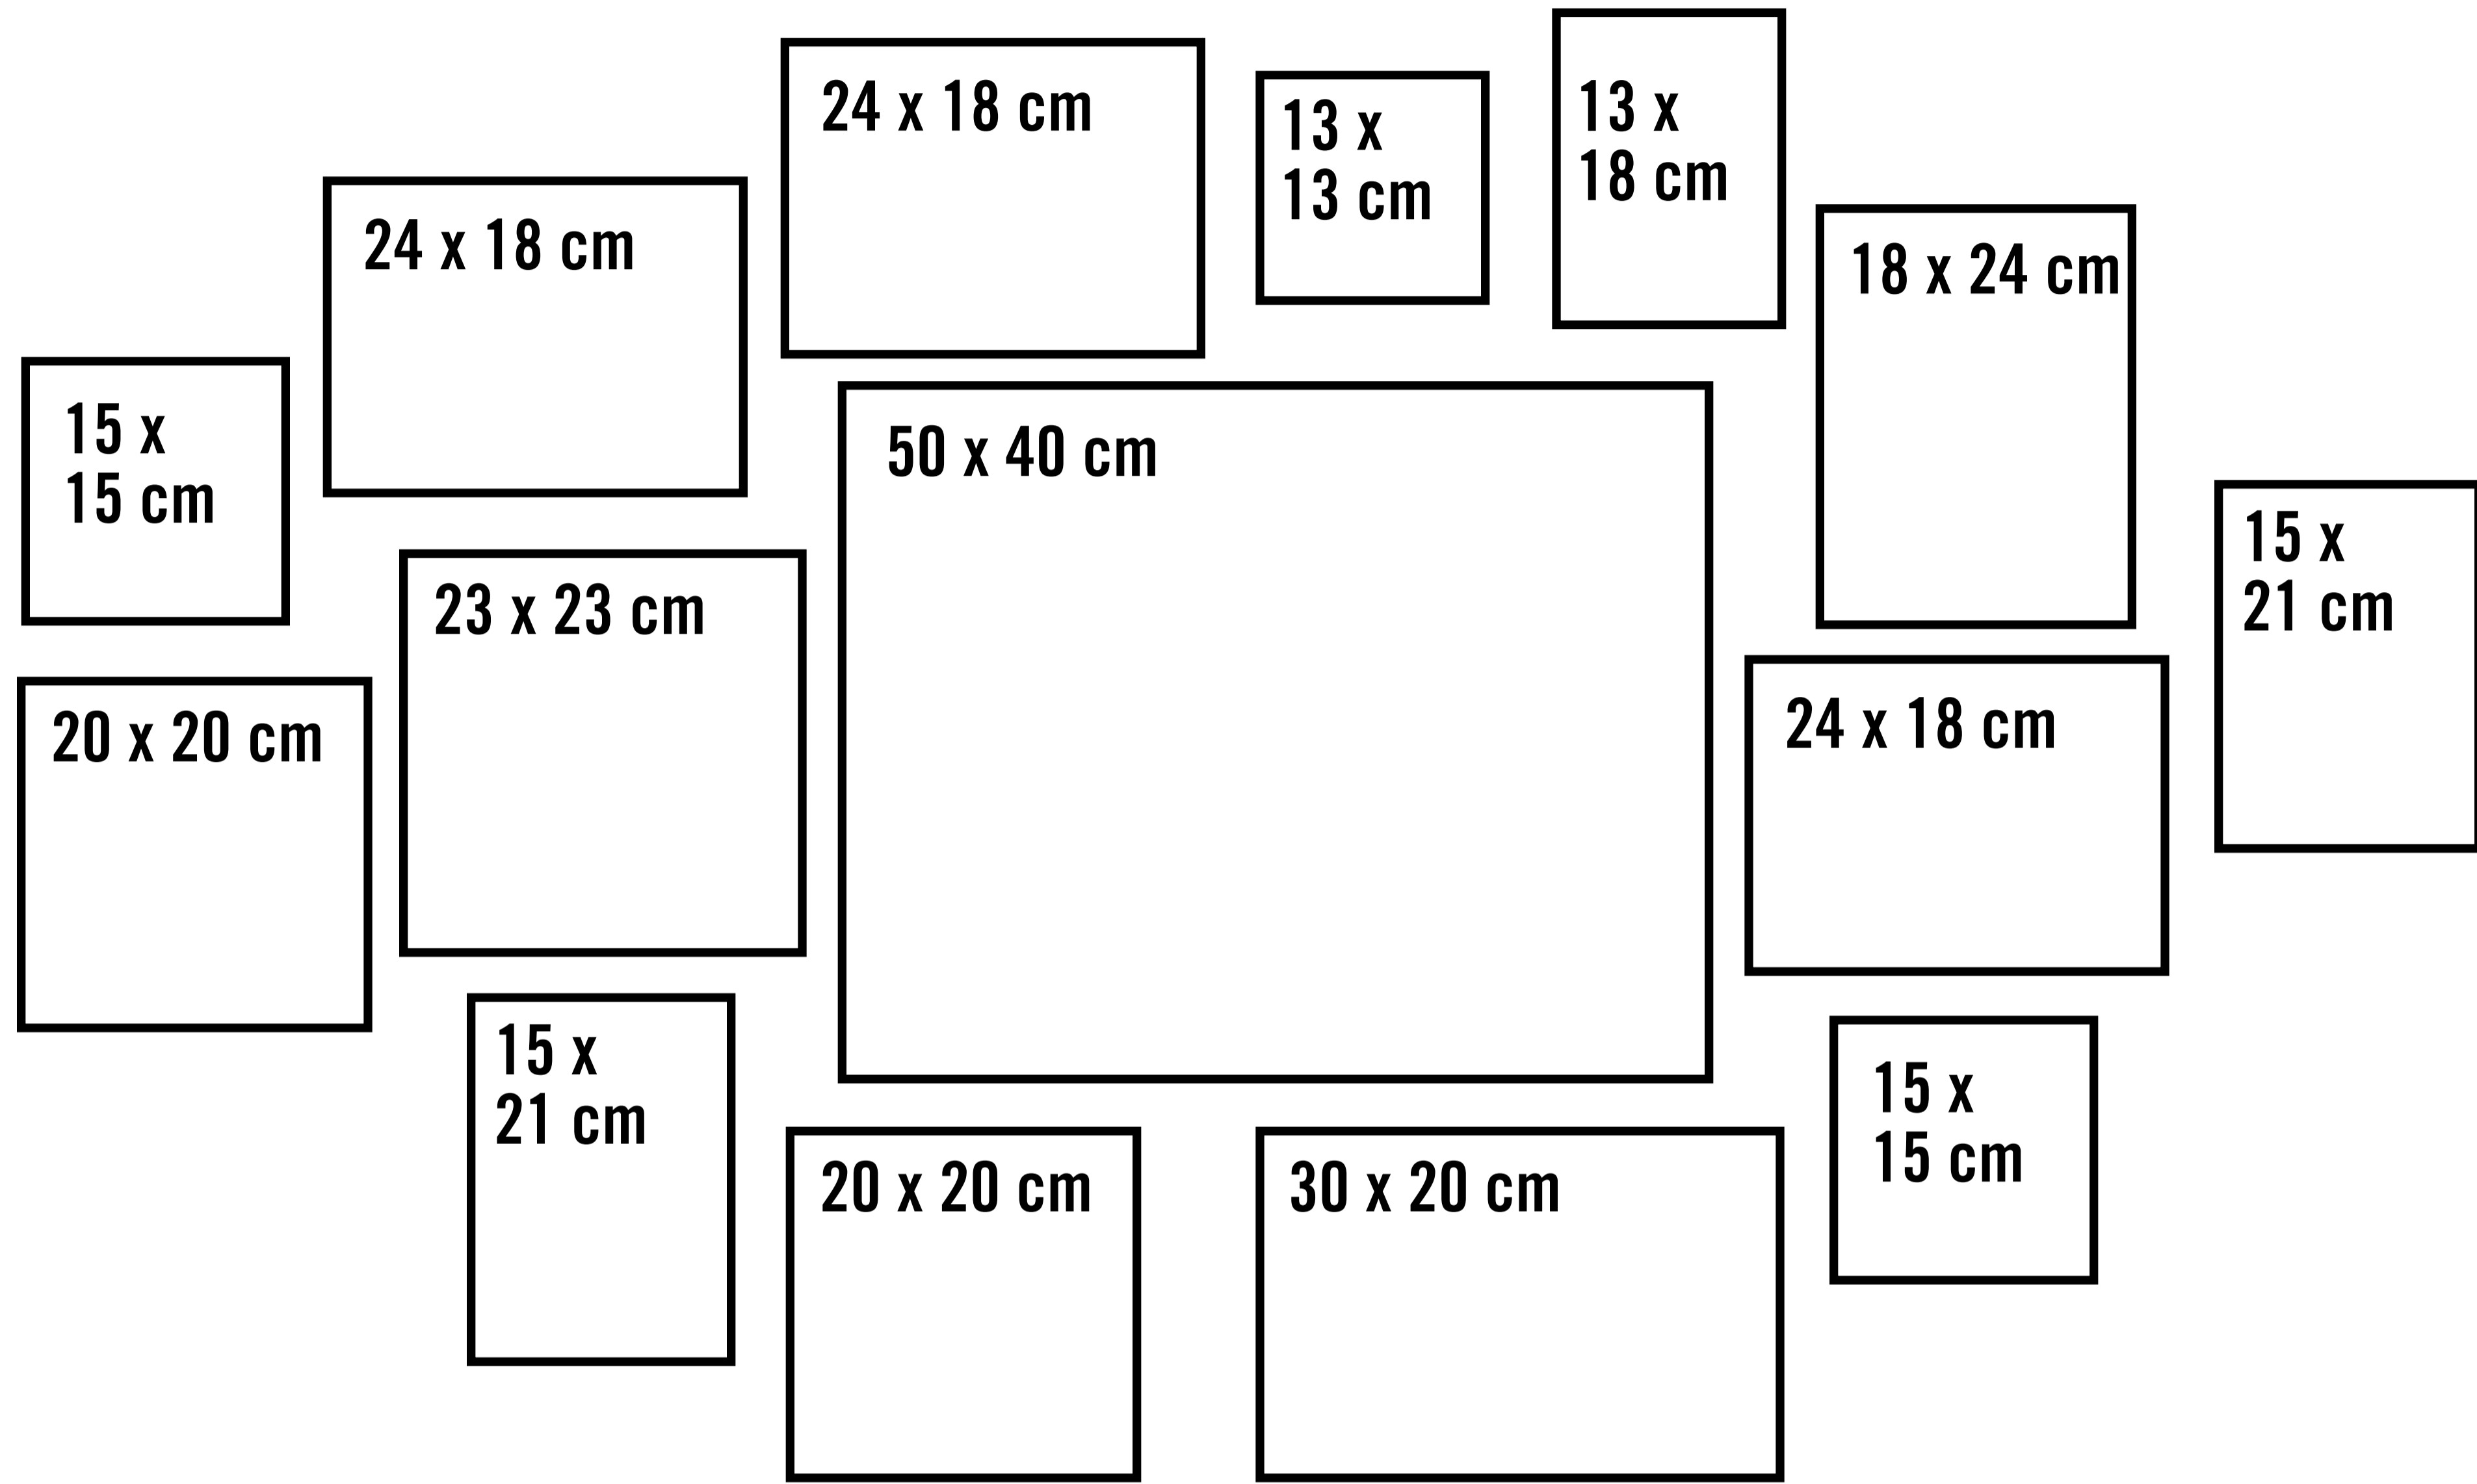 24 x 18 cm
13 x
13 cm
13 x
18 cm
24 x 18 cm
18 x 24 cm
15 x
15 cm
50 x 40 cm
15 x
21 cm
23 x 23 cm
20 x 20 cm
24 x 18 cm
15 x
21 cm
15 x
15 cm
20 x 20 cm
30 x 20 cm